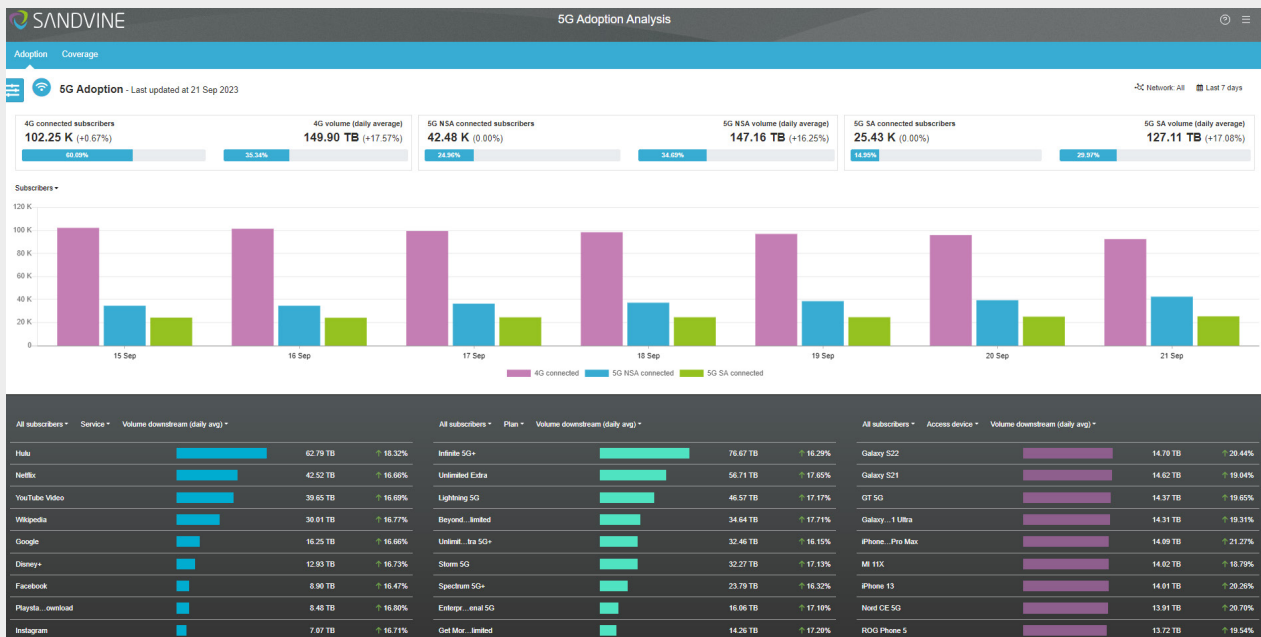 SANDVINE
5G Adoption Analysis
Adoption Coverage
5G Adoption - Last updated at 21 Sep 2023
Network: All Last 7 days
4G connected subscribers 4G volume (daily average)
102.25 K (+0.67%) 149.90 TB (+17.57%)
60.09% 35.34%
5G NSA connected subscribers 5G NSA volume (daily average)
42.48 K (0.00%) 147.16 TB (+16.25%)
24.96% 34.69%
5G SA connected subscribers 5G SA volume (daily average)
25.43 K (0.00%) 127.11 TB (+17.08%)
14.95% 29.97%
Subscribers
120 K
100 K
80 K
60 K
40 K
20 K
0
15 Sep 16 Sep 17 Sep 18 Sep 19 Sep 20 Sep 21 Sep
4G connected 5G NSA connected 5G SA connected
All subscribers Service Volume downstream (daily avg)
Hulu 62.79 TB ↑ 18.32%
Netflix 42.52 TB ↑ 16.66%
YouTube Video 39.65 TB ↑ 16.69%
Wikipedia 30.01 TB ↑ 16.77%
Google 16.25 TB ↑ 16.66%
Disney+ 12.93 TB ↑ 16.73%
Facebook 8.90 TB ↑ 16.47%
Playsta...ownload 8.48 TB ↑ 16.80%
Instagram 7.07 TB ↑ 16.71%
All subscribers Plan Volume downstream (daily avg)
Infinite 5G+ 76.67 TB ↑ 16.29%
Unlimited Extra 56.71 TB ↑ 17.65%
Lightning 5G 46.57 TB ↑ 17.17%
Beyond...limited 34.64 TB ↑ 17.71%
Unlimit...tra 5G+ 32.46 TB ↑ 16.15%
Storm 5G 32.27 TB ↑ 17.13%
Spectrum 5G+ 23.79 TB ↑ 16.32%
Enterpr...enal 5G 16.06 TB ↑ 17.10%
Get Mor...limited 14.26 TB ↑ 17.20%
All subscribers Access device Volume downstream (daily avg)
Galaxy S22 14.70 TB ↑ 20.44%
Galaxy S21 14.62 TB ↑ 19.04%
GT 5G 14.37 TB ↑ 19.65%
Galaxy...1 Ultra 14.31 TB ↑ 19.31%
iPhone...Pro Max 14.09 TB ↑ 21.27%
MI 11X 14.02 TB ↑ 18.79%
iPhone 13 14.01 TB ↑ 20.26%
Nord CE 5G 13.91 TB ↑ 20.70%
ROG Phone 5 13.72 TB ↑ 19.54%